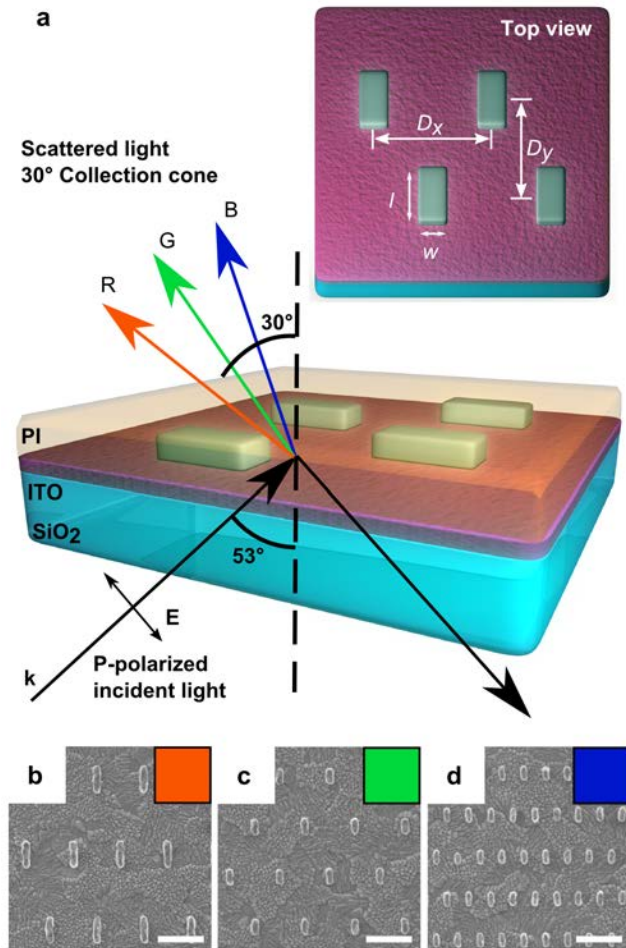 a
Top view
Dx
Dy
l
w
Scattered light
30° Collection cone
B
G
R
30°
PI
ITO
SiO2
53°
E
P-polarized
incident light
k
b
c
d